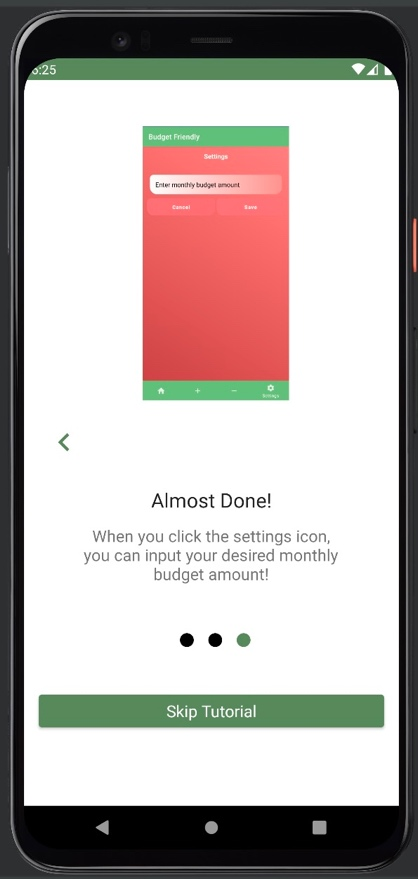 5:25
Budget Friendly
Settings
Enter monthly budget amount
Cancel
Save
Settings
Almost Done!
When you click the settings icon,
you can input your desired monthly
budget amount!
Skip Tutorial